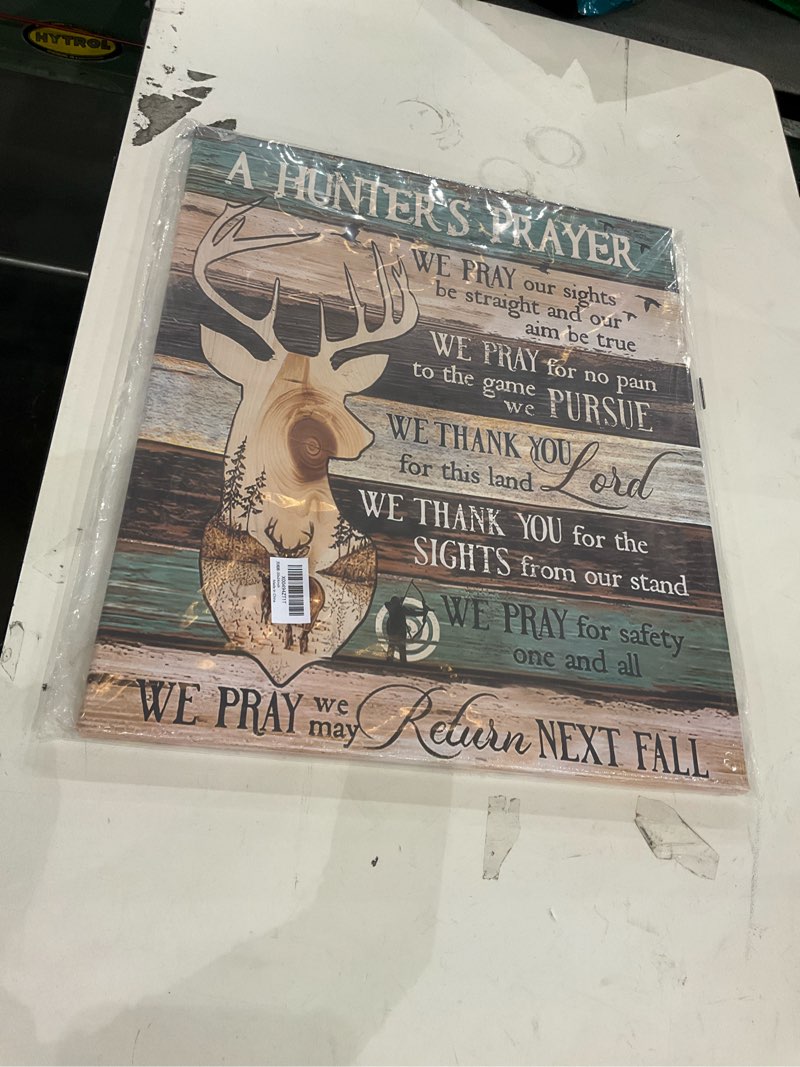 HYTROL
A HUNTER'S PRAYER
WE PRAY our sights
be straight and our
aim be true
WE PRAY for no pain
to the game
we PURSUE
WE THANK YOU
for this land Lord
WE THANK YOU for the
SIGHTS from our stand
WE PRAY for safety
one and all
WE PRAY we
may Return NEXT FALL